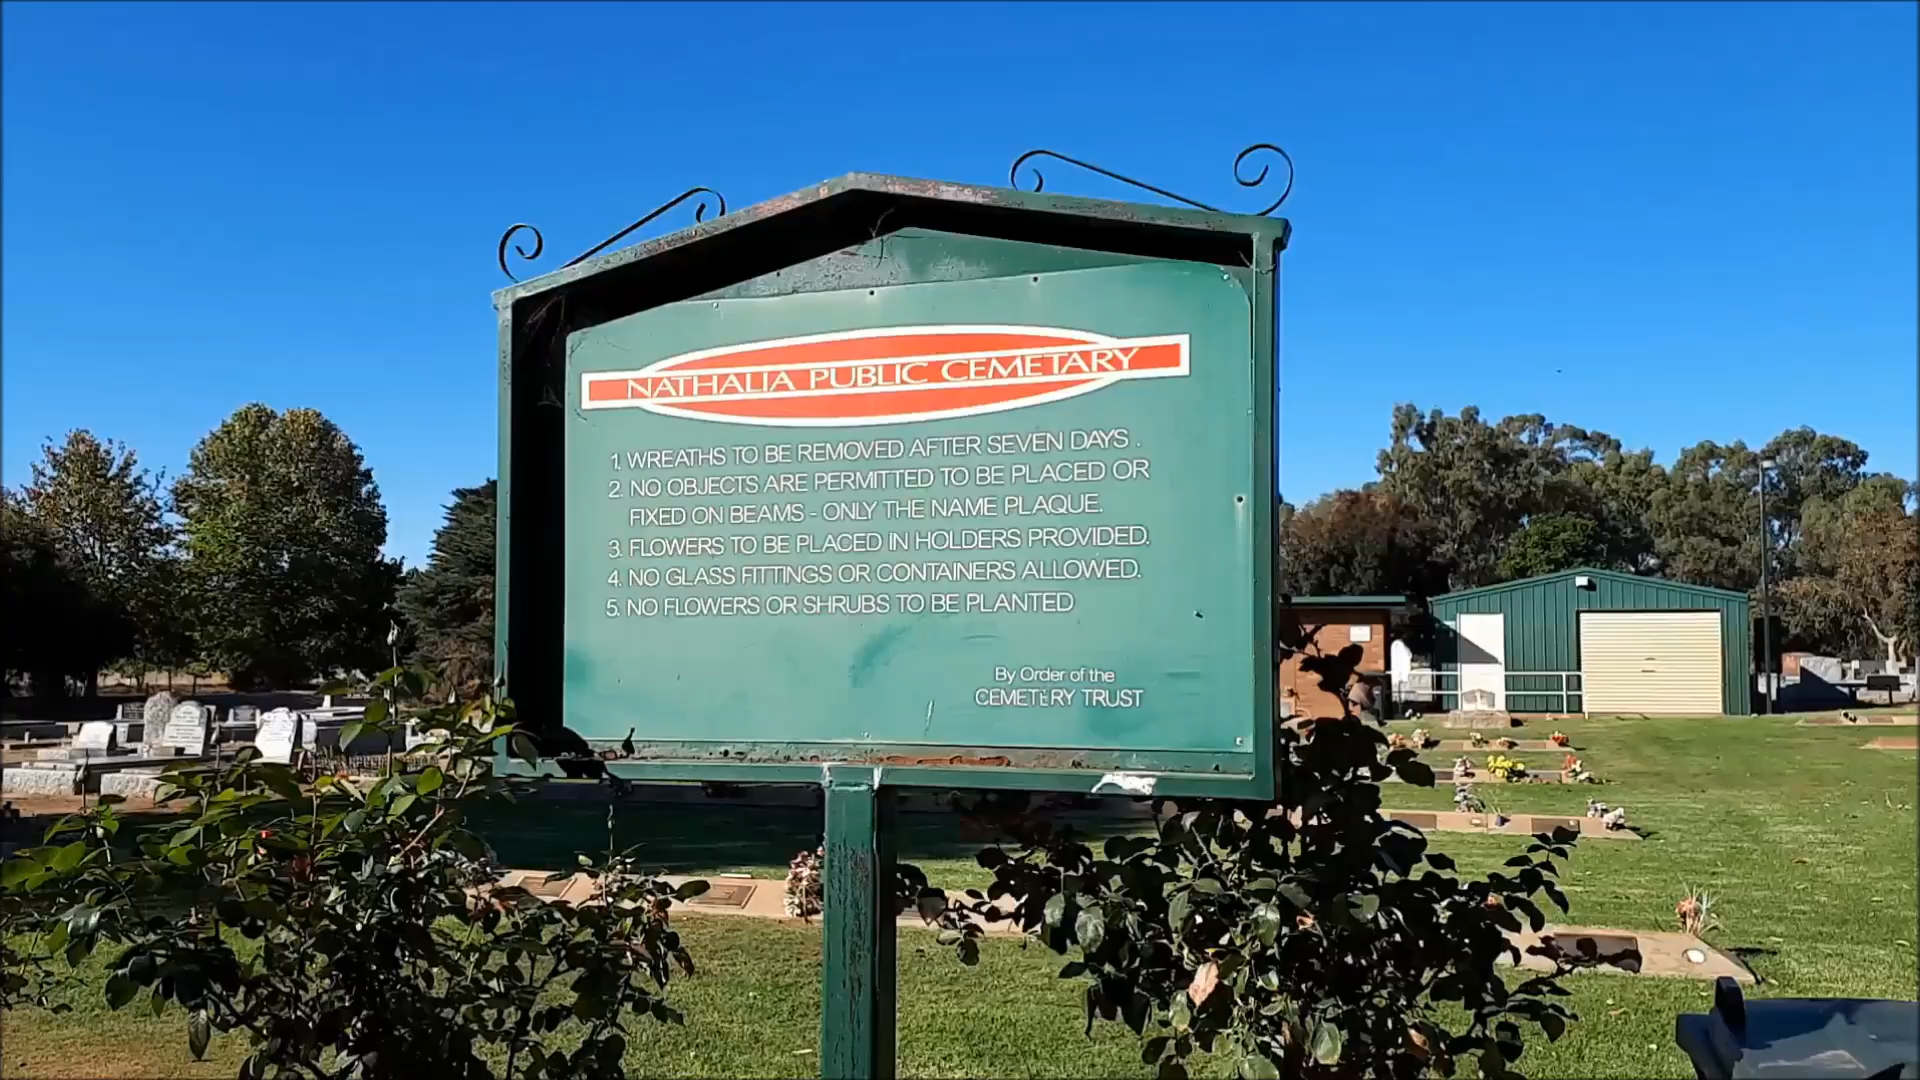 NATHALIA PUBLIC CEMETARY
1. WREATHS TO BE REMOVED AFTER SEVEN DAYS .
2. NO OBJECTS ARE PERMITTED TO BE PLACED OR
FIXED ON BEAMS - ONLY THE NAME PLAQUE.
3. FLOWERS TO BE PLACED IN HOLDERS PROVIDED.
4. NO GLASS FITTINGS OR CONTAINERS ALLOWED.
5. NO FLOWERS OR SHRUBS TO BE PLANTED
By Order of the
CEMETERY TRUST